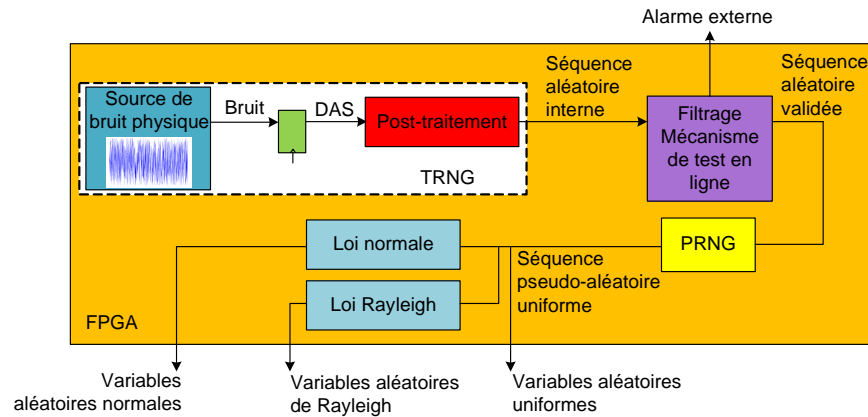 Alarme externe
Source de
bruit physique
Bruit
DAS
Post-traitement
TRNG
Séquence
aléatoire
interne
Filtrage
Mécanisme
de test en
ligne
Séquence
aléatoire
validée
Loi normale
Loi Rayleigh
Séquence
pseudo-aléatoire
uniforme
PRNG
FPGA
Variables
aléatoires normales
Variables aléatoires
de Rayleigh
Variables aléatoires
uniformes